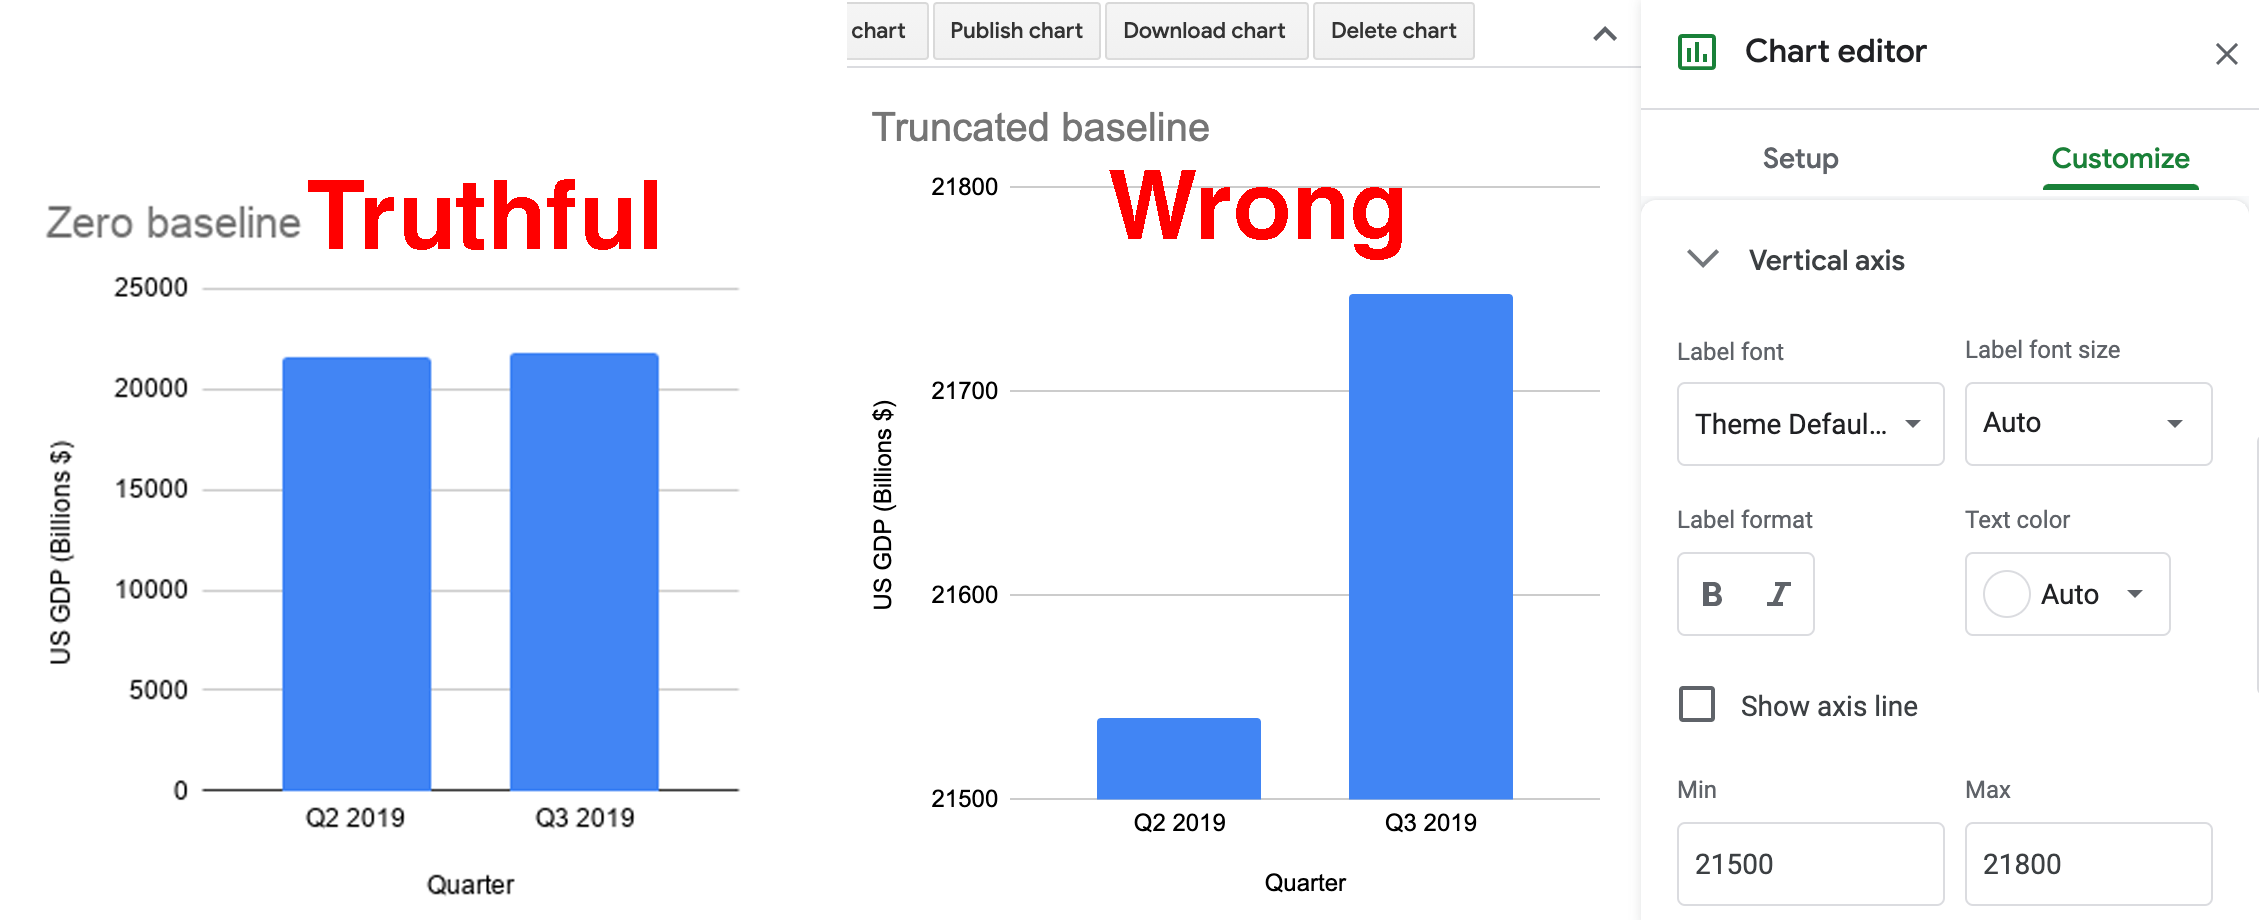 Zero baseline
Truthful
25000
20000
15000
10000
5000
0
US GDP (Billions $)
Q2 2019
Q3 2019
Quarter
chart
Publish chart
Download chart
Delete chart
Truncated baseline
Wrong
21800
21700
21600
21500
US GDP (Billions $)
Q2 2019
Q3 2019
Quarter
Chart editor
Setup
Customize
Vertical axis
Label font
Label font size
Theme Defaul...
Auto
Label format
Text color
B I
Auto
Show axis line
Min
Max
21500
21800